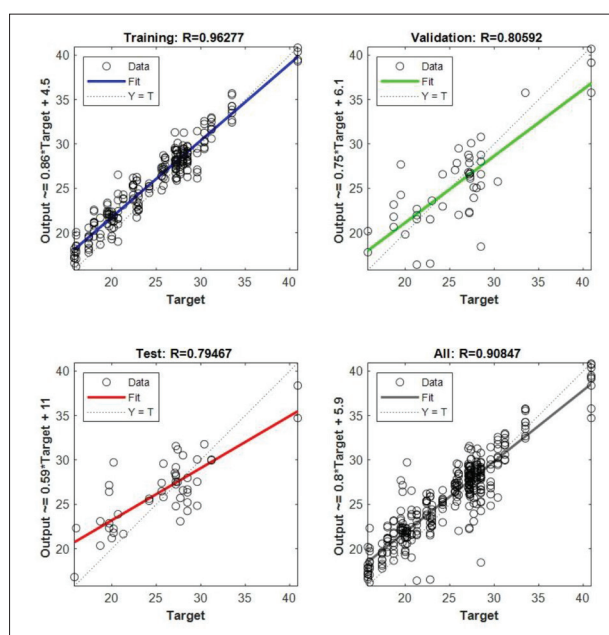 Training: R=0.96277
Output ~= 0.86*Target + 4.5
40
35
30
25
20
Data
Fit
Y = T
20 25 30 35 40
Target
Validation: R=0.80592
Output ~= 0.75*Target + 6.1
40
35
30
25
20
Data
Fit
Y = T
20 25 30 35 40
Target
Test: R=0.79467
Output ~= 0.59*Target + 11
40
35
30
25
20
Data
Fit
Y = T
20 25 30 35 40
Target
All: R=0.90847
Output ~= 0.8*Target + 5.9
40
35
30
25
20
Data
Fit
Y = T
20 25 30 35 40
Target